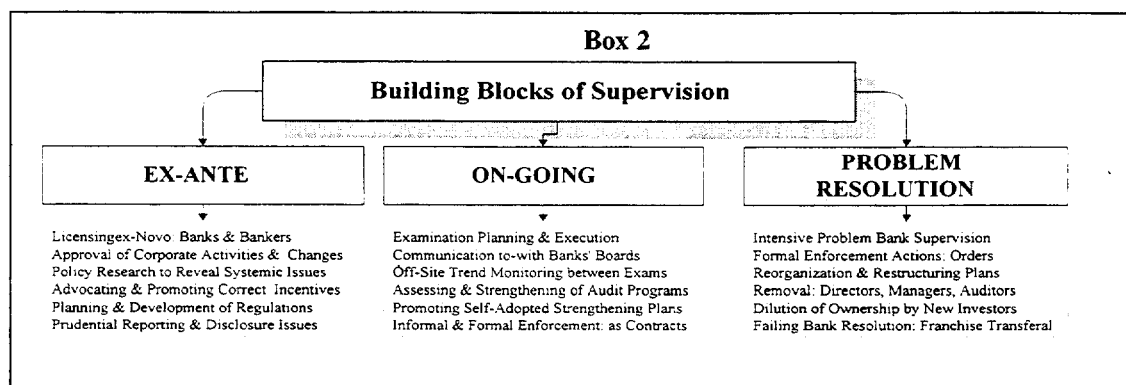 Box 2
Building Blocks of Supervision
EX-ANTE
Licensingex-Novo: Banks & Bankers
Approval of Corporate Activities & Changes
Policy Research to Reveal Systemic Issues
Advocating & Promoting Correct Incentives
Planning & Development of Regulations
Prudential Reporting & Disclosure Issues
ON-GOING
Examination Planning & Execution
Communication to-with Banks' Boards
Off-Site Trend Monitoring between Exams
Assessing & Strengthening of Audit Programs
Promoting Self-Adopted Strengthening Plans
Informal & Formal Enforcement: as Contracts
PROBLEM
RESOLUTION
Intensive Problem Bank Supervision
Formal Enforcement Actions: Orders
Reorganization & Restructuring Plans
Removal: Directors, Managers, Auditors
Dilution of Ownership by New Investors
Failing Bank Resolution: Franchise Transferal